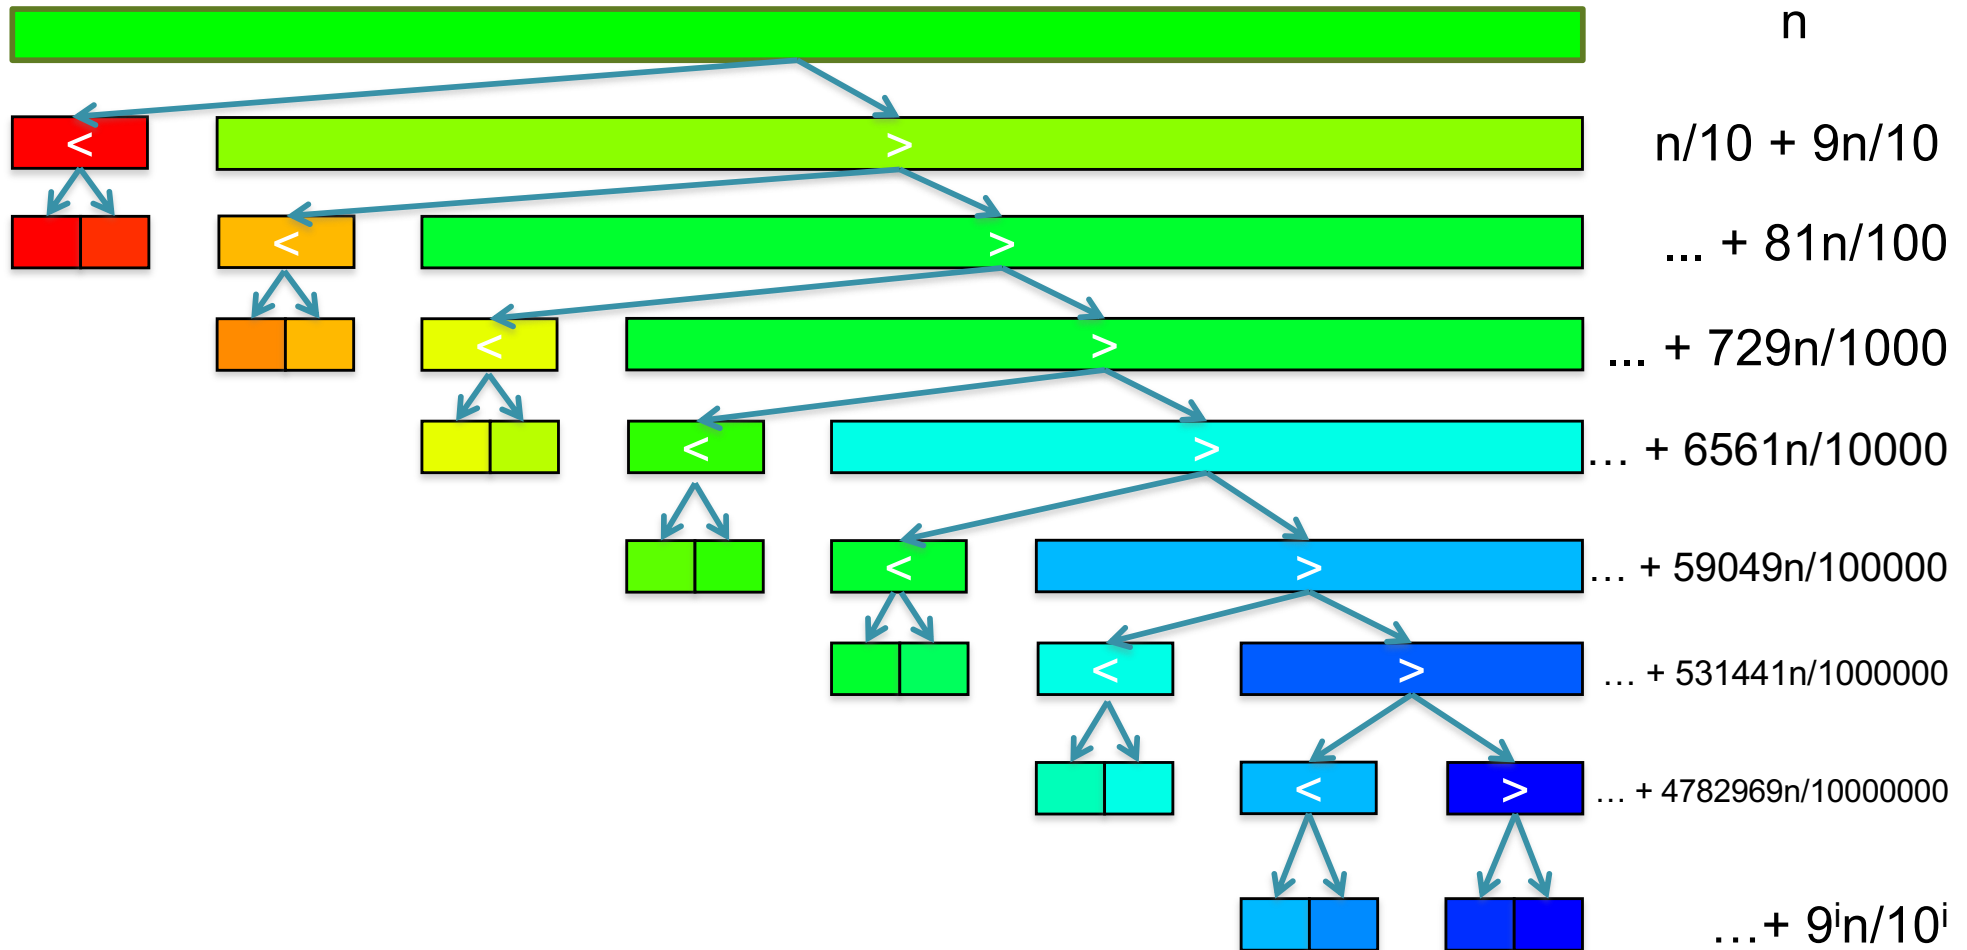 n
< > n/10 + 9n/10
< > ... + 81n/100
< > ... + 729n/1000
< > … + 6561n/10000
< > … + 59049n/100000
< > … + 531441n/1000000
< > … + 4782969n/10000000
…+ 9ⁱn/10ⁱ